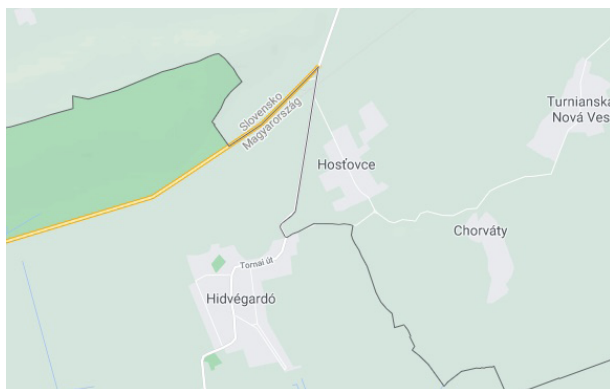 Slovensko
Magyarország
Turnianska
Nová Ves
Hosťovce
Chorváty
Tornai út
Hidvégardó